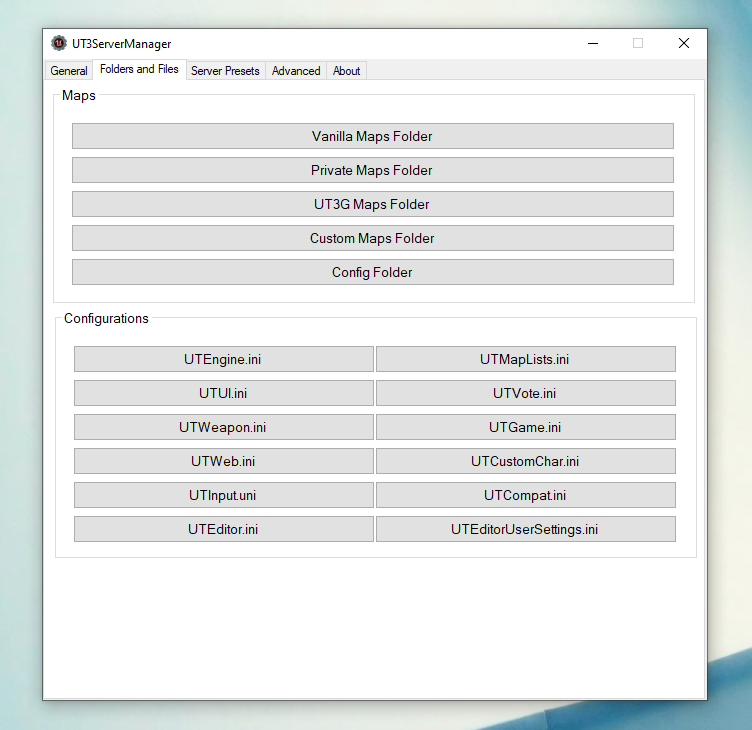 UT3ServerManager
General Folders and Files Server Presets Advanced About
Maps
Vanilla Maps Folder
Private Maps Folder
UT3G Maps Folder
Custom Maps Folder
Config Folder
Configurations
UTEngine.ini UTMapLists.ini
UTUI.ini UTVote.ini
UTWeapon.ini UTGame.ini
UTWeb.ini UTCustomChar.ini
UTInput.uni UTCompat.ini
UTEditor.ini UTEditorUserSettings.ini